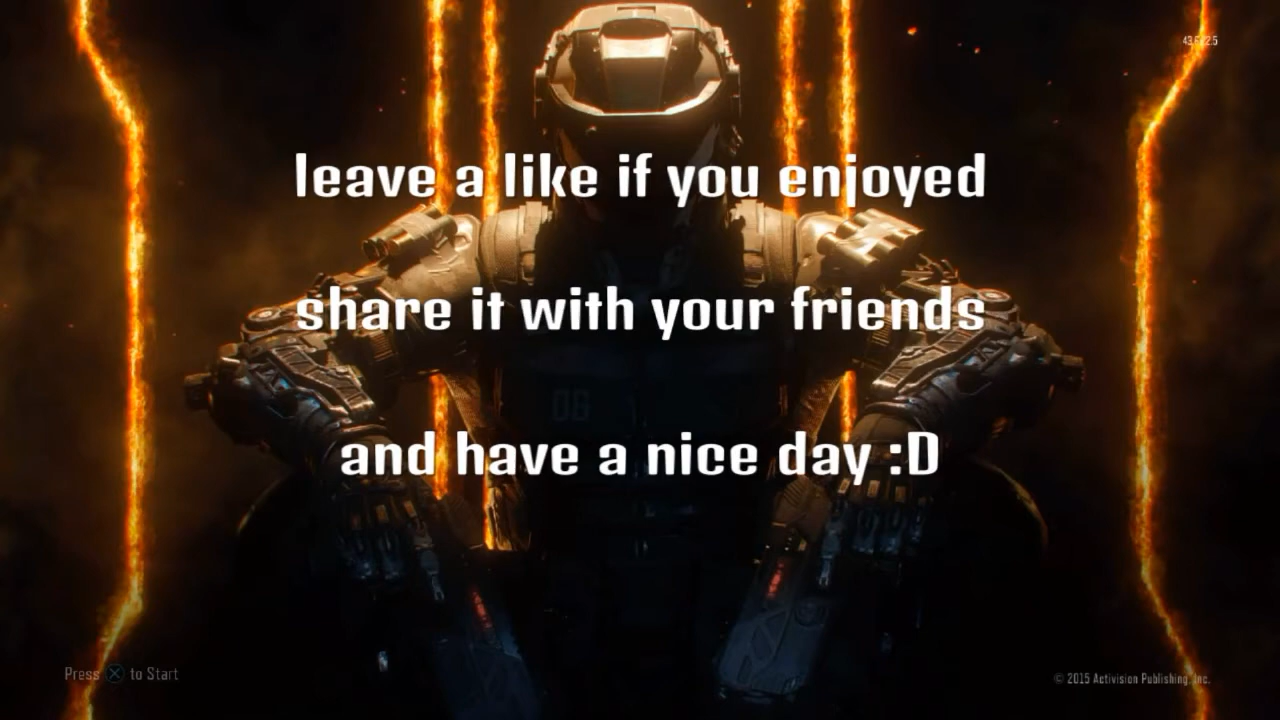 leave a like if you enjoyed
share it with your friends
06
and have a nice day :D
Press to Start
© 2015 Activision Publishing, Inc.